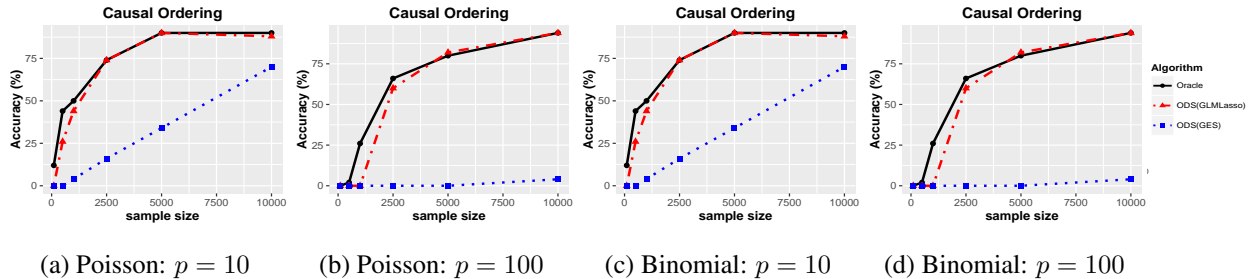 Causal Ordering
Accuracy (%)
75
50
25
0
0 2500 5000 7500 10000
sample size
(a) Poisson: p = 10
Causal Ordering
Accuracy (%)
75
50
25
0
0 2500 5000 7500 10000
sample size
(b) Poisson: p = 100
Causal Ordering
Accuracy (%)
75
50
25
0
0 2500 5000 7500 10000
sample size
(c) Binomial: p = 10
Causal Ordering
Accuracy (%)
75
50
25
0
0 2500 5000 7500 10000
sample size
(d) Binomial: p = 100
Algorithm
Oracle
ODS(GLMLasso)
ODS(GES)